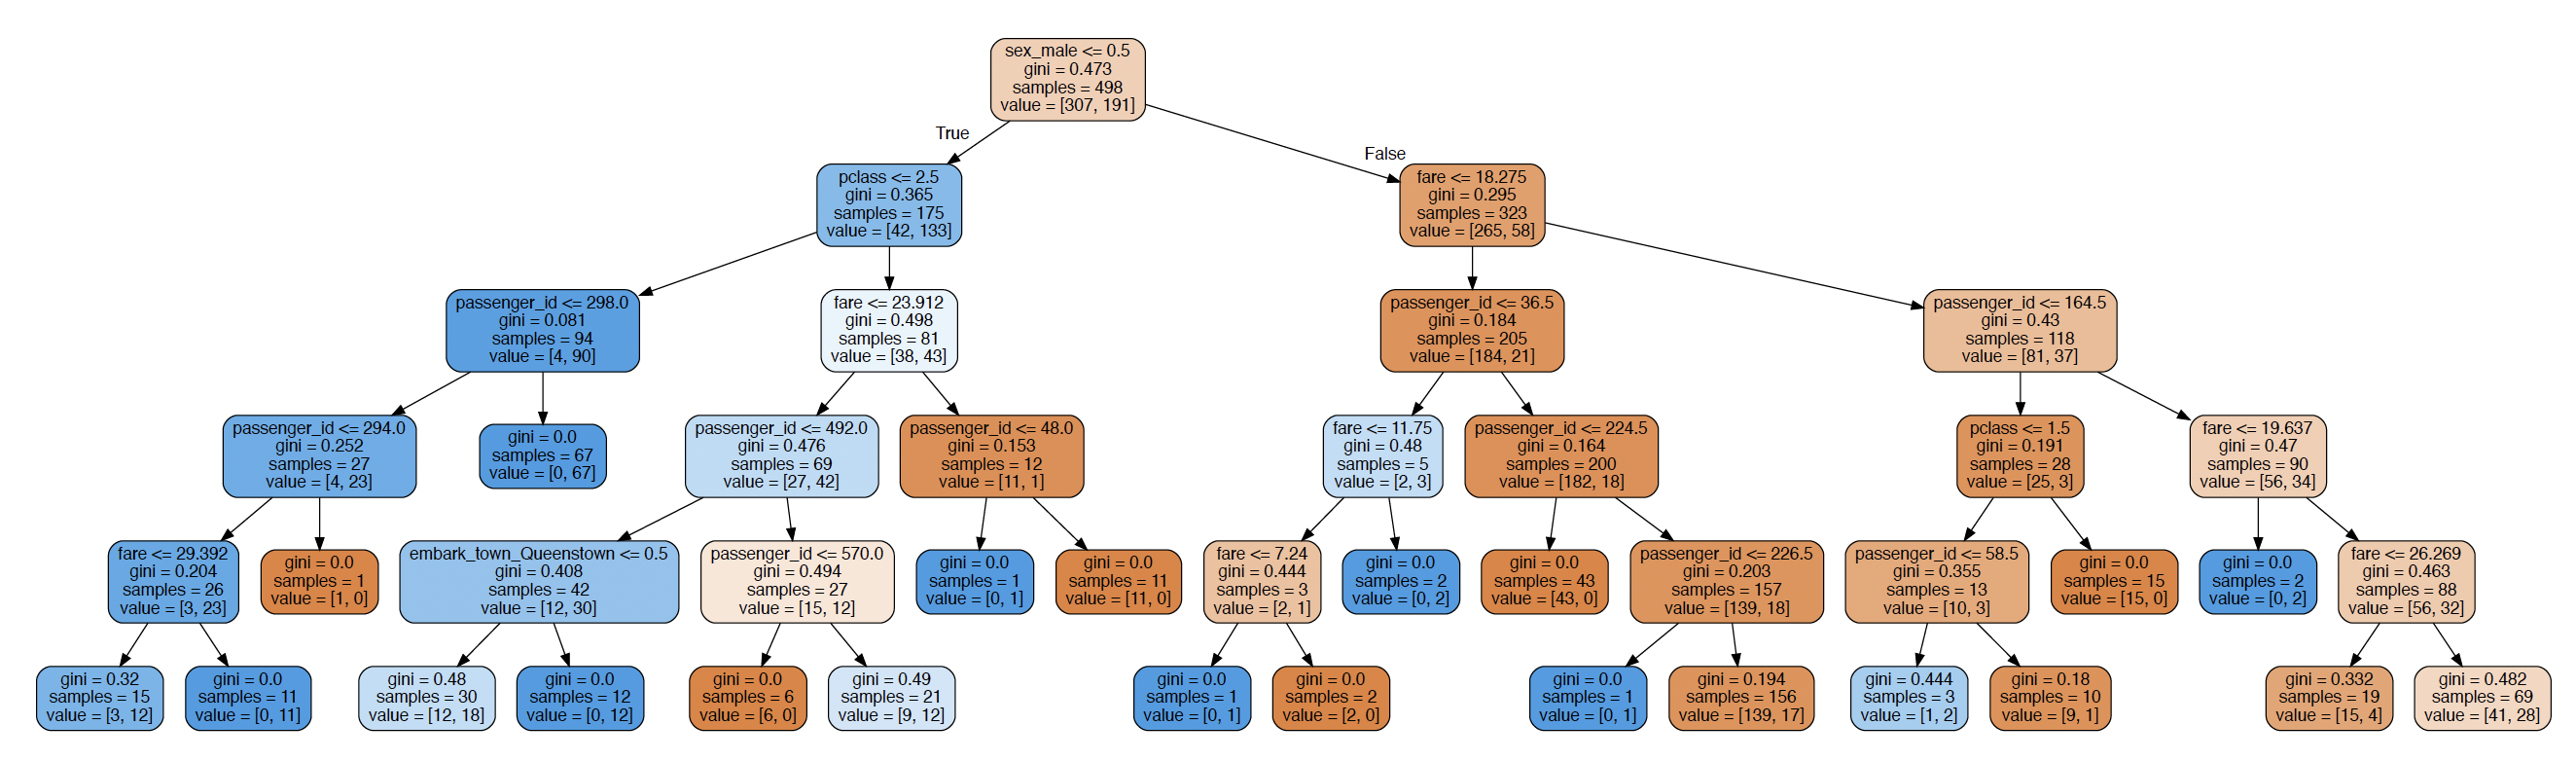 sex_male <= 0.5
gini = 0.473
samples = 498
value = [307, 191]
True
False
pclass <= 2.5
gini = 0.365
samples = 175
value = [42, 133]
fare <= 18.275
gini = 0.295
samples = 323
value = [265, 58]
passenger_id <= 298.0
gini = 0.081
samples = 94
value = [4, 90]
fare <= 23.912
gini = 0.498
samples = 81
value = [38, 43]
passenger_id <= 36.5
gini = 0.184
samples = 205
value = [184, 21]
passenger_id <= 164.5
gini = 0.43
samples = 118
value = [81, 37]
passenger_id <= 294.0
gini = 0.252
samples = 27
value = [4, 23]
gini = 0.0
samples = 67
value = [0, 67]
passenger_id <= 492.0
gini = 0.476
samples = 69
value = [27, 42]
passenger_id <= 48.0
gini = 0.153
samples = 12
value = [11, 1]
fare <= 11.75
gini = 0.48
samples = 5
value = [2, 3]
passenger_id <= 224.5
gini = 0.164
samples = 200
value = [182, 18]
pclass <= 1.5
gini = 0.191
samples = 28
value = [25, 3]
fare <= 19.637
gini = 0.47
samples = 90
value = [56, 34]
fare <= 29.392
gini = 0.204
samples = 26
value = [3, 23]
gini = 0.0
samples = 1
value = [1, 0]
embark_town_Queenstown <= 0.5
gini = 0.408
samples = 42
value = [12, 30]
passenger_id <= 570.0
gini = 0.494
samples = 27
value = [15, 12]
gini = 0.0
samples = 1
value = [0, 1]
gini = 0.0
samples = 11
value = [11, 0]
fare <= 7.24
gini = 0.444
samples = 3
value = [2, 1]
gini = 0.0
samples = 2
value = [0, 2]
gini = 0.0
samples = 43
value = [43, 0]
passenger_id <= 226.5
gini = 0.203
samples = 157
value = [139, 18]
passenger_id <= 58.5
gini = 0.355
samples = 13
value = [10, 3]
gini = 0.0
samples = 15
value = [15, 0]
gini = 0.0
samples = 2
value = [0, 2]
fare <= 26.269
gini = 0.463
samples = 88
value = [56, 32]
gini = 0.32
samples = 15
value = [3, 12]
gini = 0.0
samples = 11
value = [0, 11]
gini = 0.48
samples = 30
value = [12, 18]
gini = 0.0
samples = 12
value = [0, 12]
gini = 0.0
samples = 6
value = [6, 0]
gini = 0.49
samples = 21
value = [9, 12]
gini = 0.0
samples = 1
value = [0, 1]
gini = 0.0
samples = 2
value = [2, 0]
gini = 0.0
samples = 1
value = [0, 1]
gini = 0.194
samples = 156
value = [139, 17]
gini = 0.444
samples = 3
value = [1, 2]
gini = 0.18
samples = 10
value = [9, 1]
gini = 0.332
samples = 19
value = [15, 4]
gini = 0.482
samples = 69
value = [41, 28]